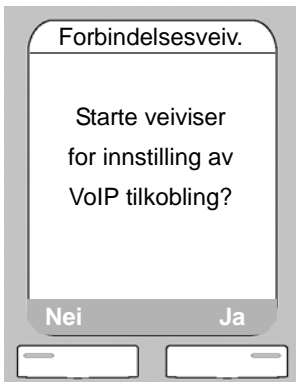 Forbindelsesveiv.
Starte veiviser
for innstilling av
VoIP tilkobling?
Nei Ja